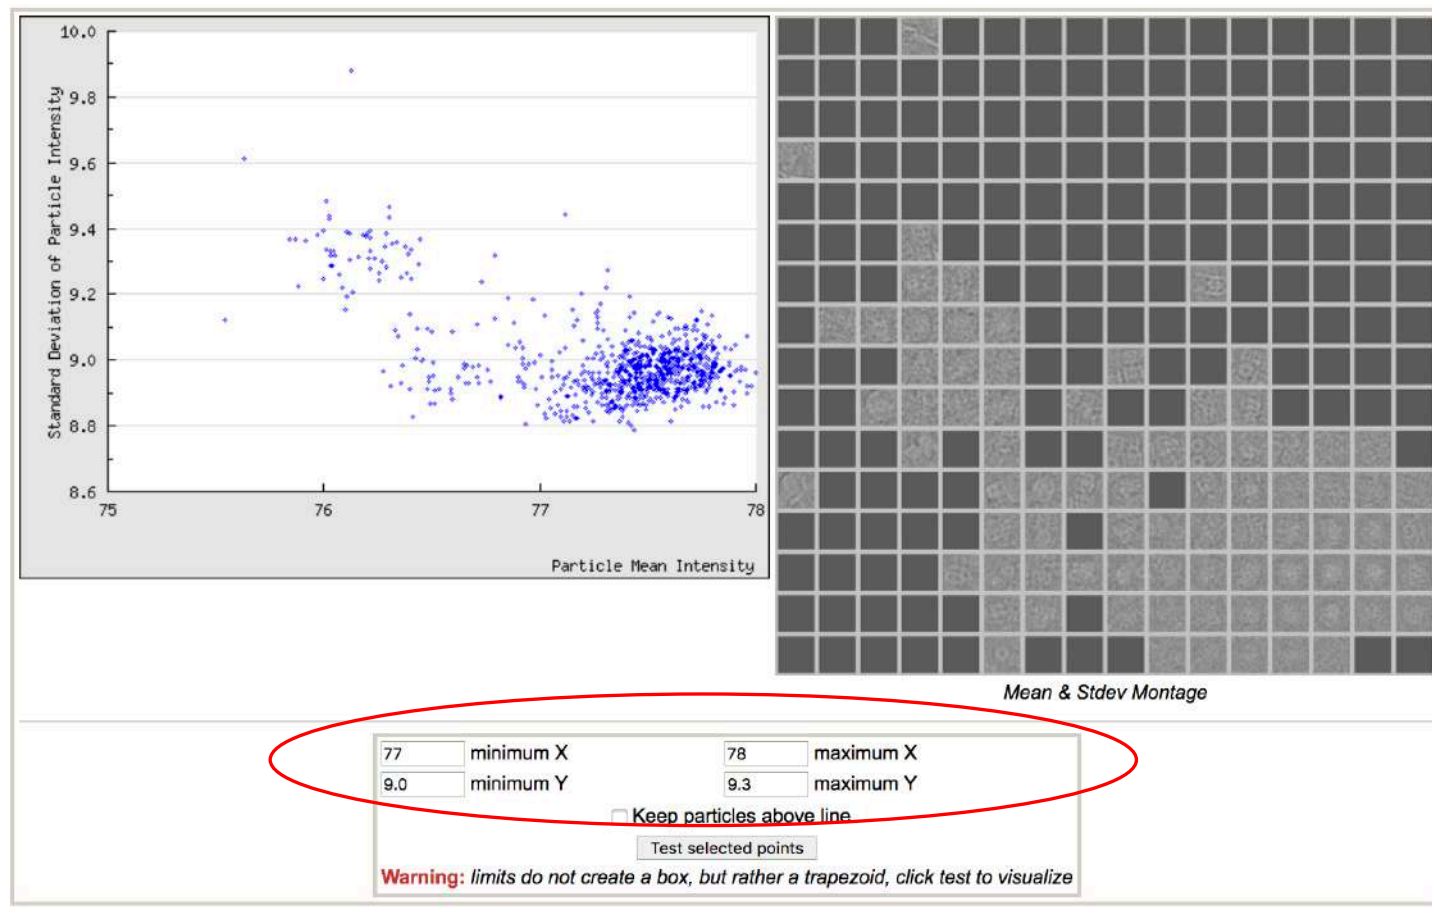 10.0
9.8
9.6
9.4
9.2
9.0
8.8
8.6
Standard Deviation of Particle Intensity
75 76 77 78
Particle Mean Intensity
Mean & Stdev Montage
77 minimum X 78 maximum X
9.0 minimum Y 9.3 maximum Y
Keep particles above line
Test selected points
Warning: limits do not create a box, but rather a trapezoid, click test to visualize